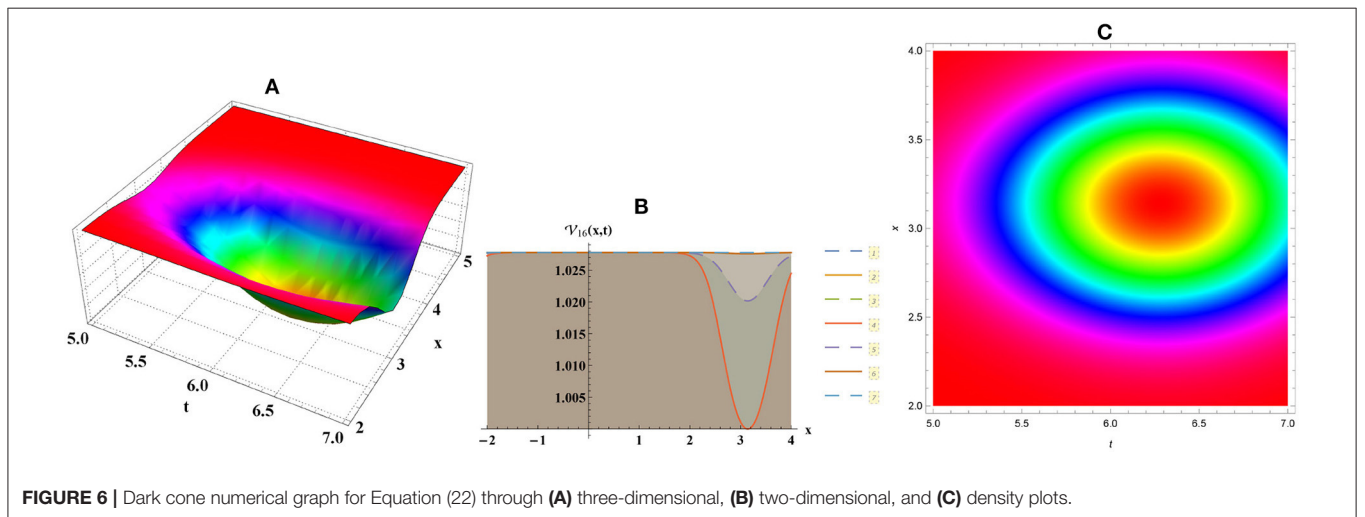 A
5.0
5.5
6.0
t
6.5
7.0
2
3
x
4
5
B
𝒱16(x,t)
1.025
1.020
1.015
1.010
1.005
−2 −1 1 2 3 4 x
1
2
3
4
5
6
7
C
4.0
3.5
x 3.0
2.5
2.0
5.0 5.5 6.0 6.5 7.0
t
FIGURE 6 | Dark cone numerical graph for Equation (22) through (A) three-dimensional, (B) two-dimensional, and (C) density plots.